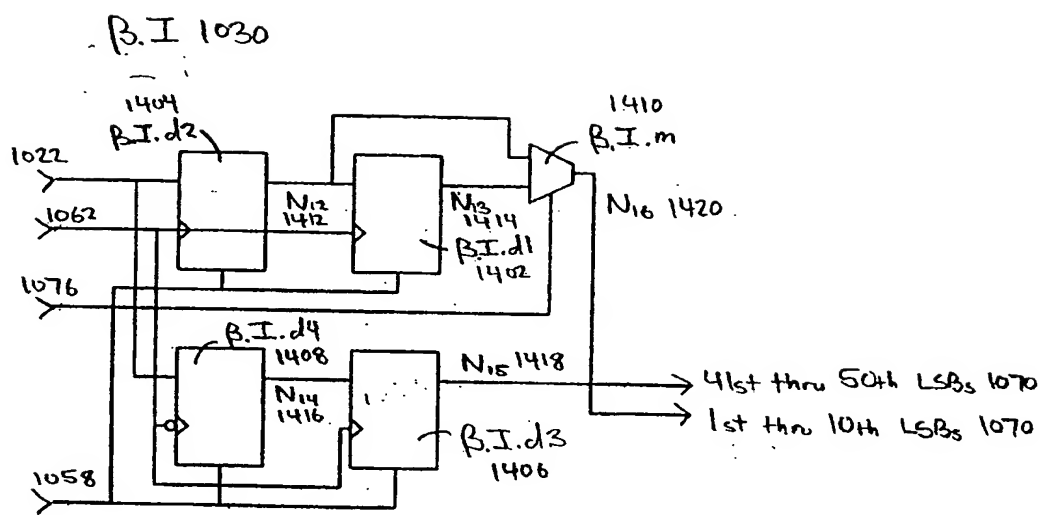 B.I 1030
1404
B.I.d2
1410
B.I.m
1022
1062
N12
1412
N13
1414
N16 1420
B.I.d1
1402
1076
B.I.d4
1408
N15 1418
N14
1416
41st thru 50th LSBs 1070
1st thru 10th LSBs 1070
B.I.d3
1406
1058